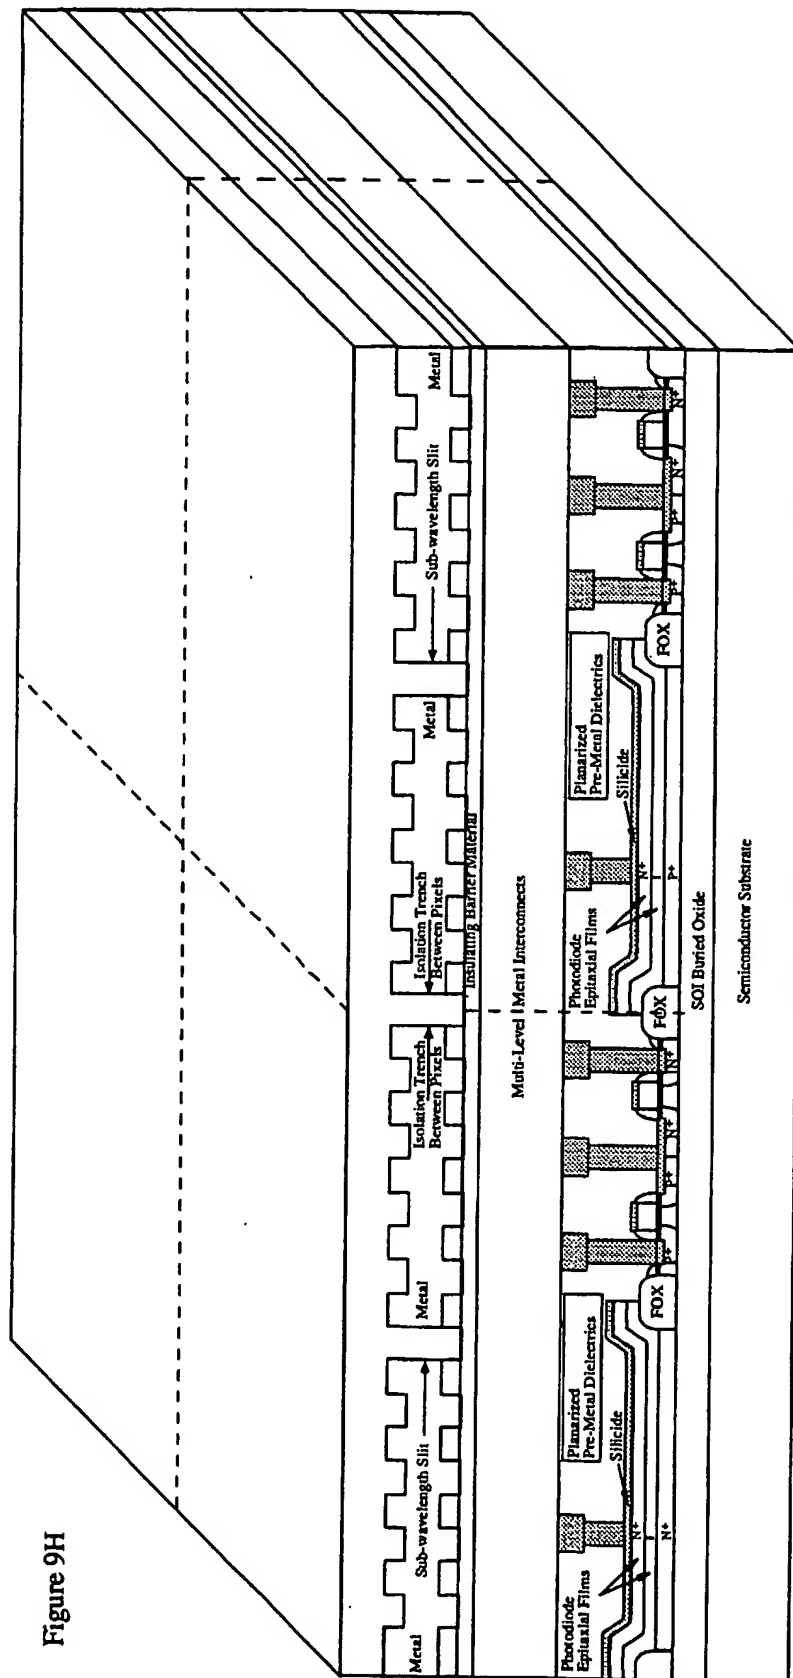 Figure 9H
Metal
Sub-wavelength Slit
Metal
Isolation Trench
Between Pixels
Isolation Trench
Between Pixels
Metal
Sub-wavelength Slit
Metal
Insulating Barrier Material
Multi-Level Metal Interconnects
Photodiode
Epitaxial Films
N+
I
N+
Silicide
Planarized
Pre-Metal Dielectrics
FOX
P+
P+
N+
N+
FOX
Photodiode
Epitaxial Films
N+
I
P+
Silicide
Planarized
Pre-Metal Dielectrics
FOX
P+
P+
N+
N+
SOI Buried Oxide
Semiconductor Substrate